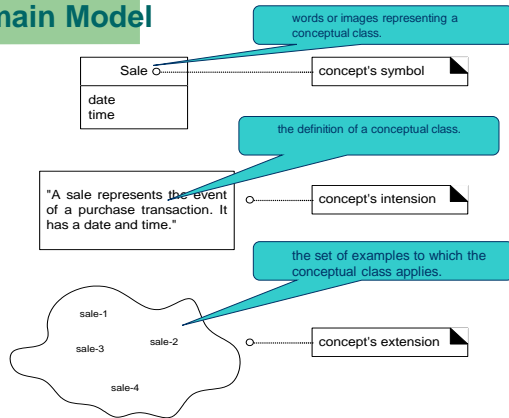 main Model
words or images representing a
conceptual class.
Sale
concept's symbol
date
time
the definition of a conceptual class.
"A sale represents the event
of a purchase transaction. It
has a date and time."
concept's intension
the set of examples to which the
conceptual class applies.
sale-1
sale-3
sale-2
concept's extension
sale-4